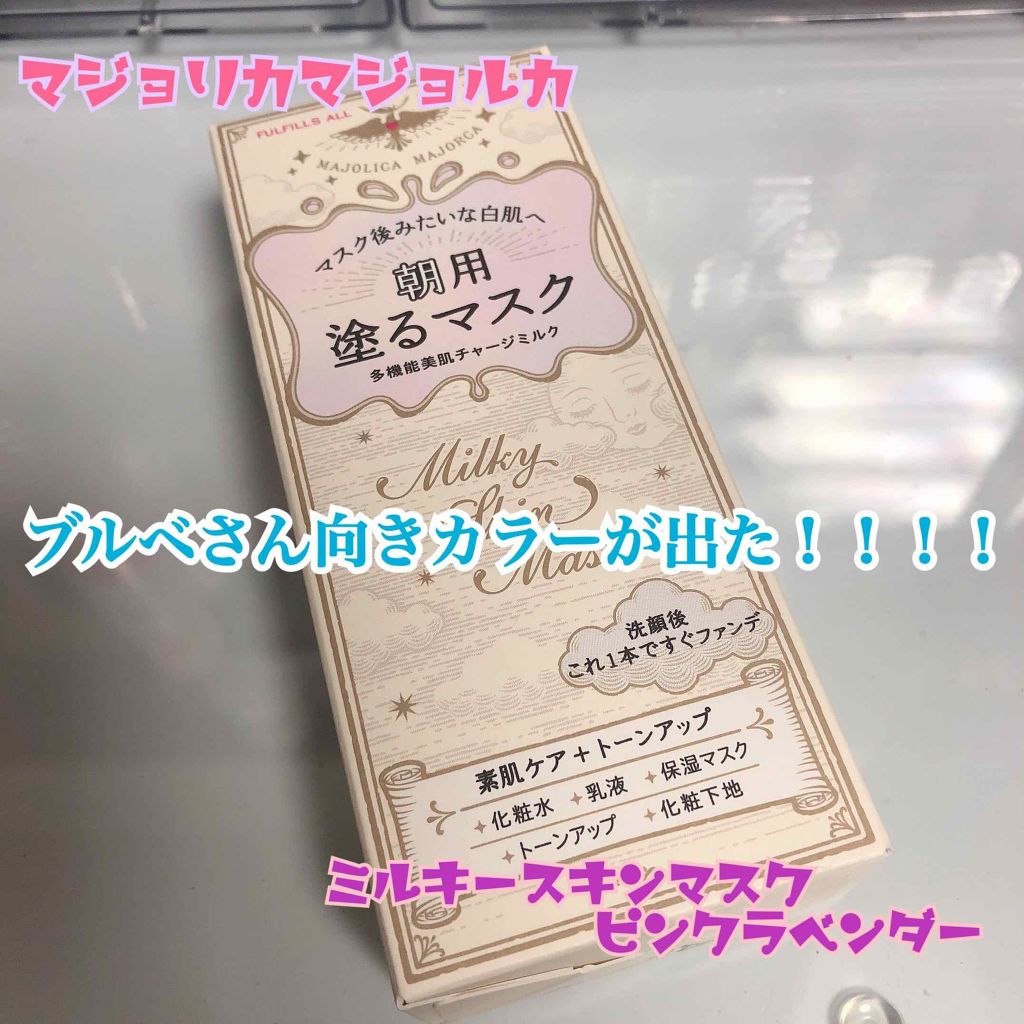 マジョリカマジョルカ
FULFILLS ALL
MAJOLICA MAJORCA
マスク後みたいな白肌へ
朝用
塗るマスク
多機能美肌チャージミルク
Milky
Skin
ブルベさん向きカラーが出た！！！！
Mas
洗顔後
これ1本ですぐファンデ
素肌ケア+トーンアップ
化粧水 乳液 保湿マスク
トーンアップ 化粧下地
ミルキースキンマスク
ピンクラベンダー